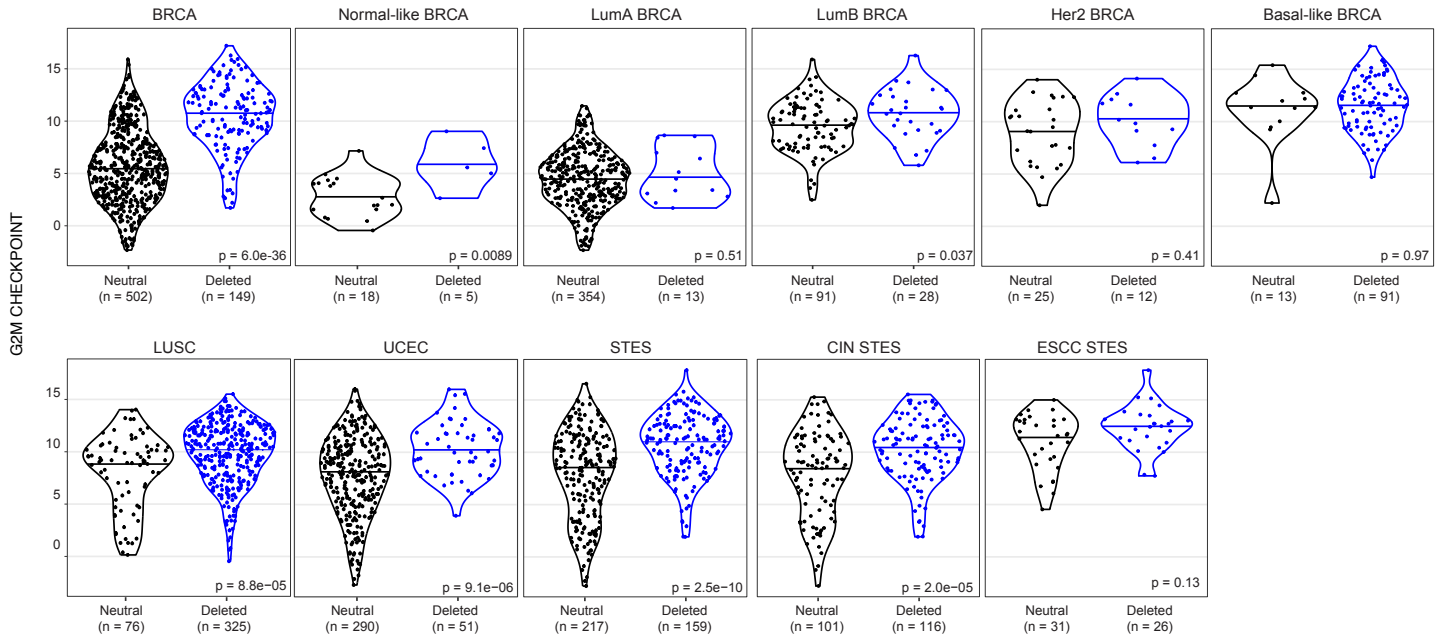 BRCA
Normal-like BRCA
LumA BRCA
LumB BRCA
Her2 BRCA
Basal-like BRCA
G2M CHECKPOINT
15
10
5
0
p = 6.0e-36
p = 0.0089
p = 0.51
p = 0.037
p = 0.41
p = 0.97
Neutral
(n = 502)
Deleted
(n = 149)
Neutral
(n = 18)
Deleted
(n = 5)
Neutral
(n = 354)
Deleted
(n = 13)
Neutral
(n = 91)
Deleted
(n = 28)
Neutral
(n = 25)
Deleted
(n = 12)
Neutral
(n = 13)
Deleted
(n = 91)
LUSC
UCEC
STES
CIN STES
ESCC STES
15
10
5
0
p = 8.8e−05
p = 9.1e−06
p = 2.5e−10
p = 2.0e−05
p = 0.13
Neutral
(n = 76)
Deleted
(n = 325)
Neutral
(n = 290)
Deleted
(n = 51)
Neutral
(n = 217)
Deleted
(n = 159)
Neutral
(n = 101)
Deleted
(n = 116)
Neutral
(n = 31)
Deleted
(n = 26)